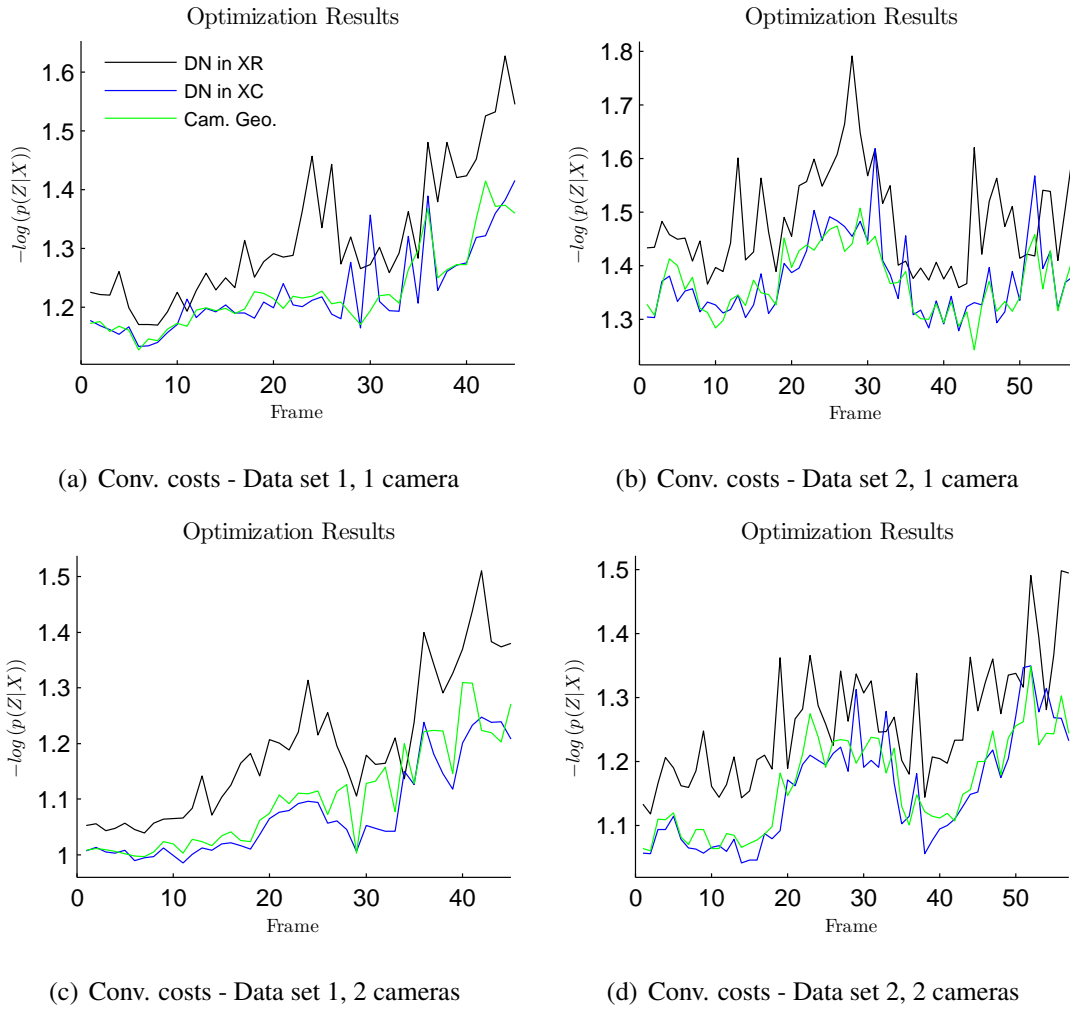 Optimization Results
1.6
1.5
1.4
1.3
1.2
−log (p(Z|X))
DN in XR
DN in XC
Cam. Geo.
0 10 20 30 40
Frame
(a) Conv. costs - Data set 1, 1 camera
Optimization Results
1.8
1.7
1.6
1.5
1.4
1.3
−log (p(Z|X))
0 10 20 30 40 50
Frame
(b) Conv. costs - Data set 2, 1 camera
Optimization Results
1.5
1.4
1.3
1.2
1.1
1
−log (p(Z|X))
0 10 20 30 40
Frame
(c) Conv. costs - Data set 1, 2 cameras
Optimization Results
1.5
1.4
1.3
1.2
1.1
−log (p(Z|X))
0 10 20 30 40 50
Frame
(d) Conv. costs - Data set 2, 2 cameras